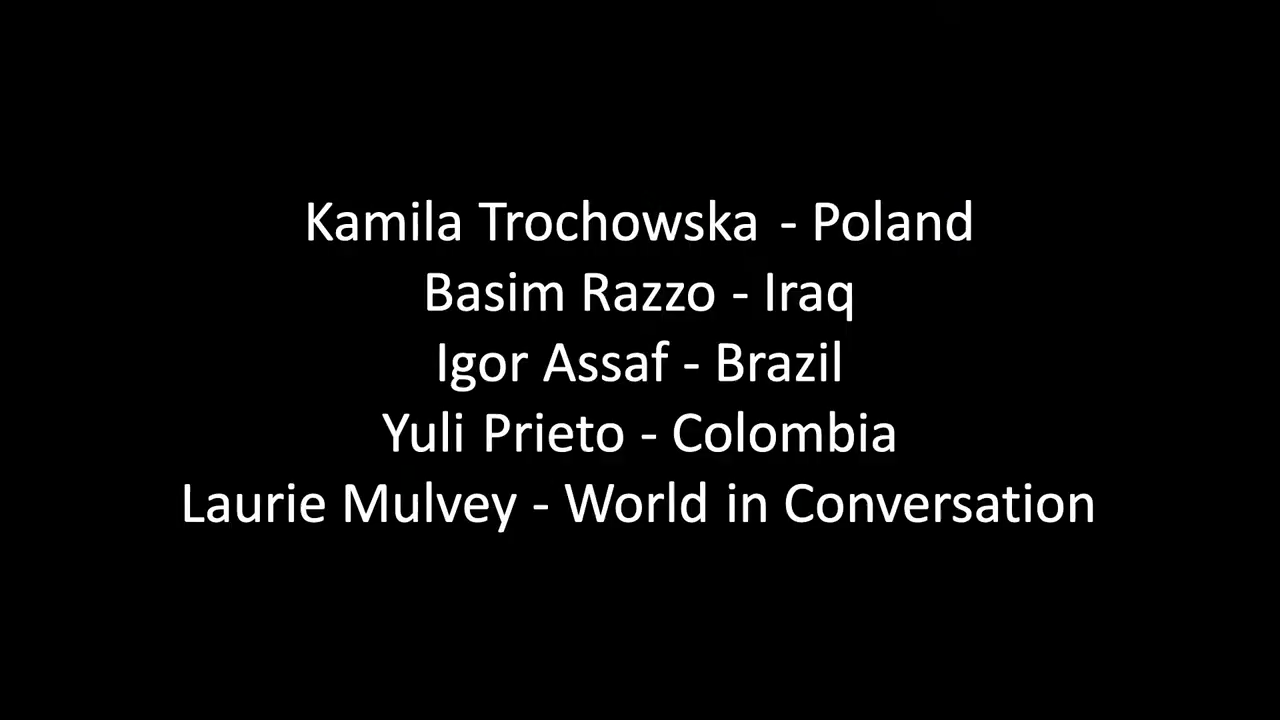 Kamila Trochowska - Poland
Basim Razzo - Iraq
Igor Assaf - Brazil
Yuli Prieto - Colombia
Laurie Mulvey - World in Conversation